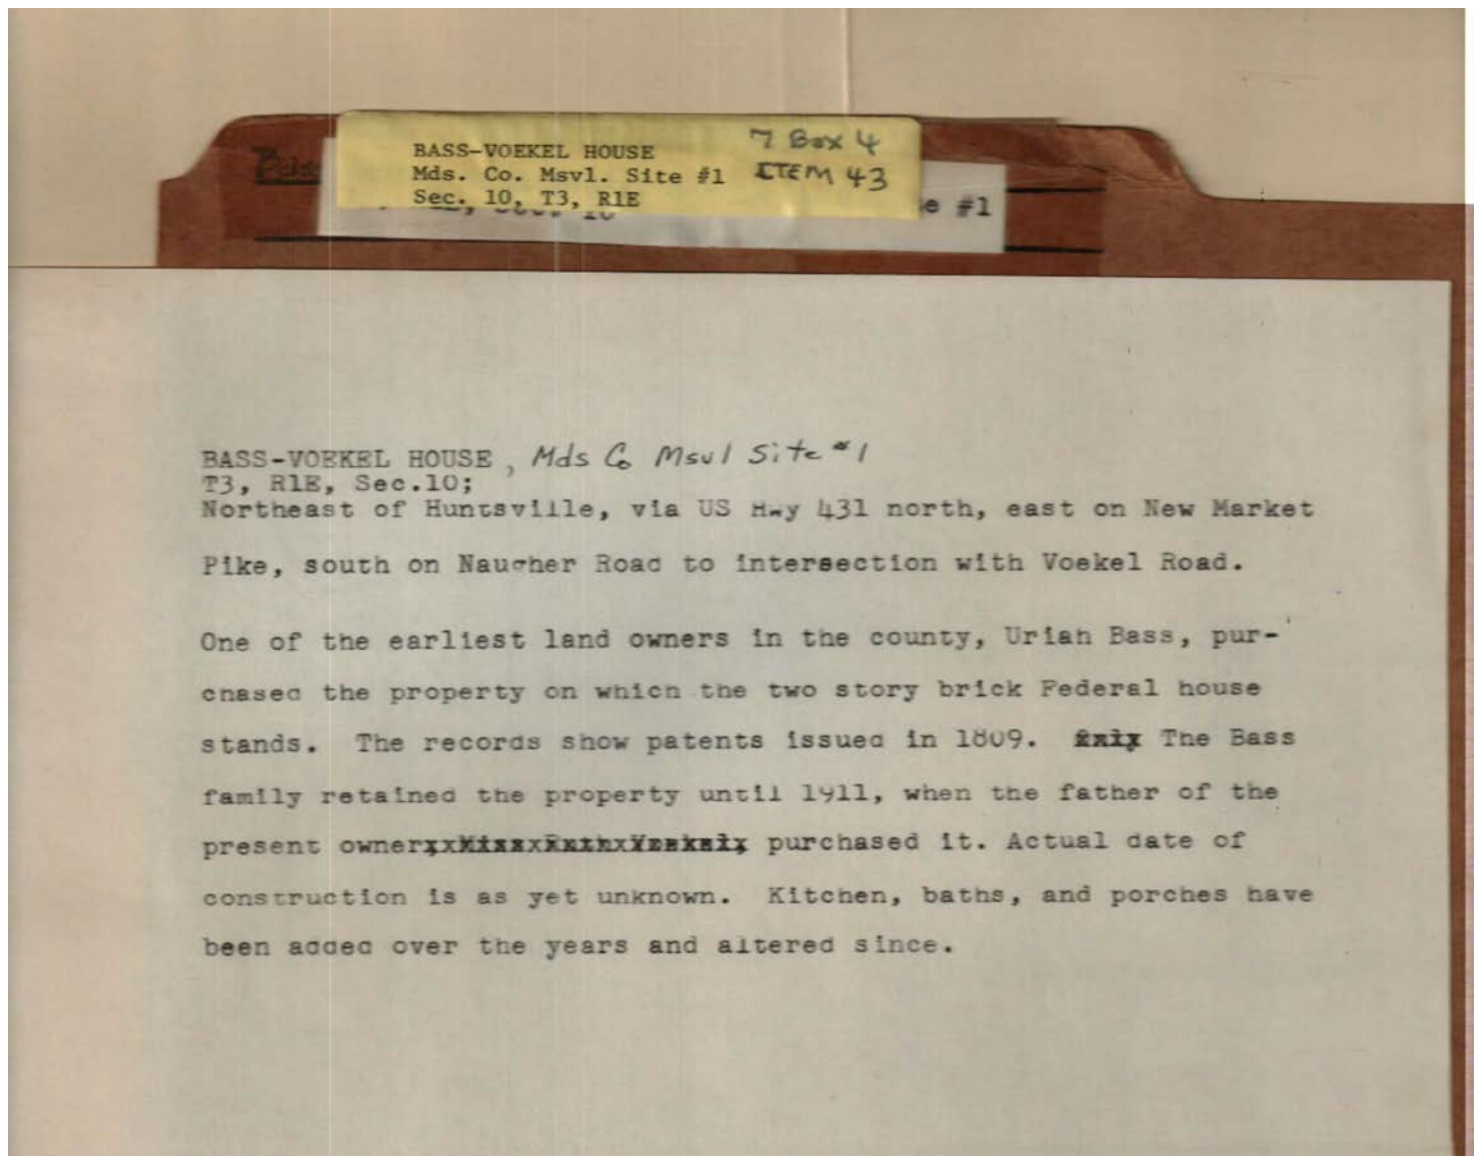 BASS-VOEKEL HOUSE 7 Box 4
Mds. Co. Msvl. Site #1 ITEM 43
Sec. 10, T3, R1E
e #1
BASS-VOEKEL HOUSE, Mds Co Msvl Site #1
T3, R1E, Sec.10;
Northeast of Huntsville, via US Hwy 431 north, east on New Market
Pike, south on Naugher Road to intersection with Voekel Road.
One of the earliest land owners in the county, Uriah Bass, pur-
chased the property on which the two story brick Federal house
stands. The records show patents issued in 1809. The Bass
family retained the property until 1911, when the father of the
present owner purchased it. Actual date of
construction is as yet unknown. Kitchen, baths, and porches have
been added over the years and altered since.